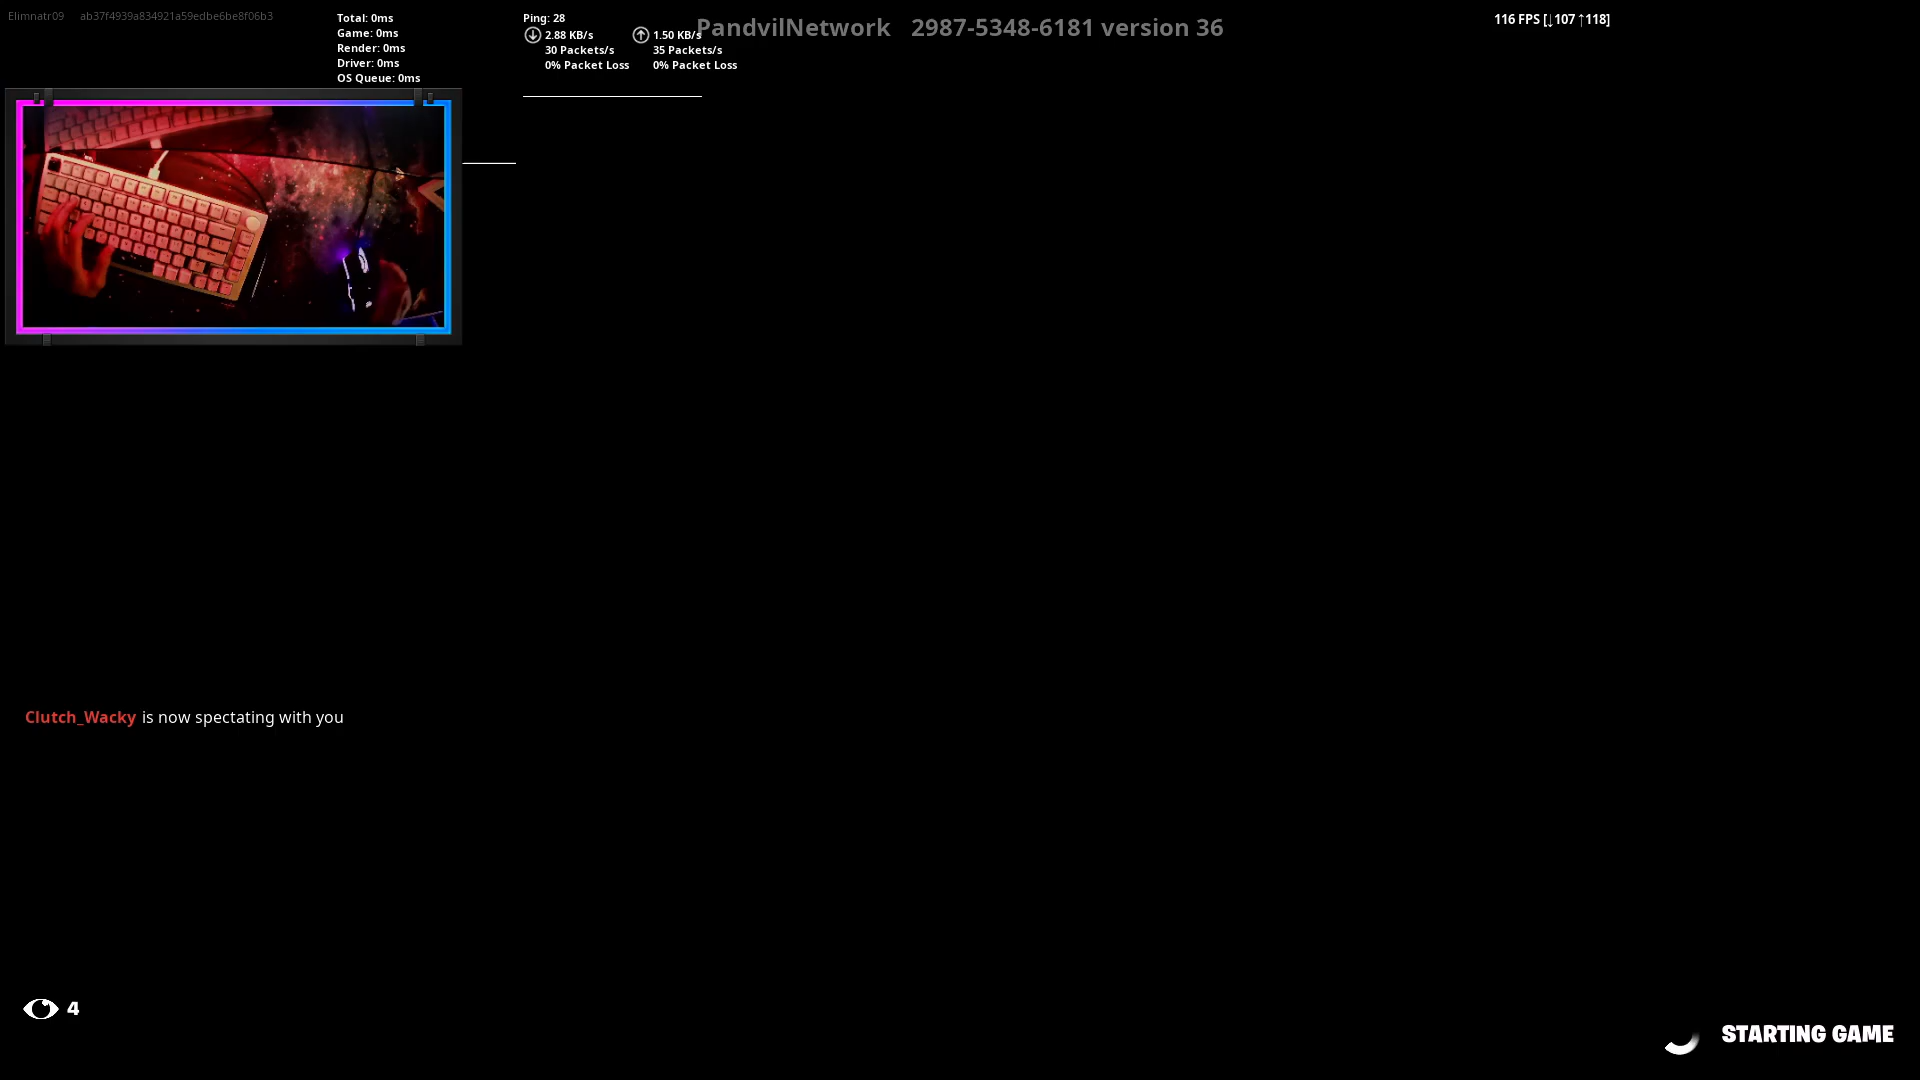 Elimnatr09 ab37f4939a834921a59edbe6be8f06b3
Total: 0ms
Game: 0ms
Render: 0ms
Driver: 0ms
OS Queue: 0ms
Ping: 28
2.88 KB/s 1.50 KB/s
30 Packets/s 35 Packets/s
0% Packet Loss 0% Packet Loss
PandvilNetwork 2987-5348-6181 version 36
116 FPS [↓107 ↑118]
Clutch_Wacky is now spectating with you
4
STARTING GAME